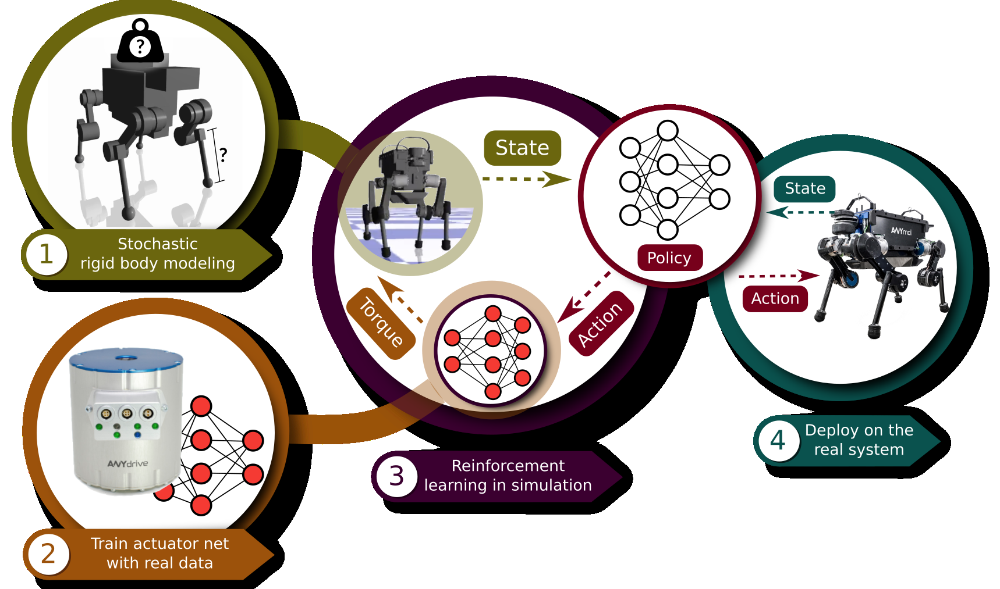 ?
?
1
Stochastic
rigid body modeling
ANYdrive
2
Train actuator net
with real data
State
Policy
Action
Torque
3
Reinforcement
learning in simulation
State
ANYmal
Action
4
Deploy on the
real system